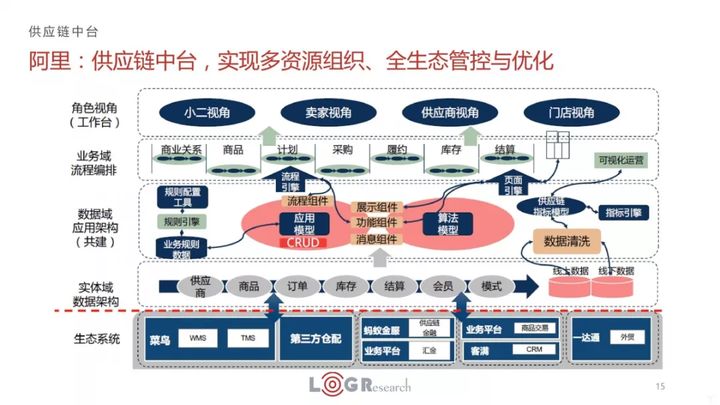 供应链中台
阿里：供应链中台，实现多资源组织、全生态管控与优化
角色视角
（工作台）
小二视角
卖家视角
供应商视角
门店视角
业务域
流程编排
商业关系
商品
计划
采购
履约
库存
结算
可视化运营
流程
引擎
页面
引擎
数据域
应用架构
（共建）
规则配置
工具
规则引擎
业务规则
数据
流程组件
应用
模型
CRUD
展示组件
功能组件
消息组件
算法
模型
供应链
指标模型
指标引擎
数据清洗
线上数据
线下数据
实体域
数据架构
供应
商
商品
订单
库存
结算
会员
模式
生态系统
菜鸟
WMS
TMS
第三方仓配
蚂蚁金服
供应链
金融
业务平台
汇金
业务平台
商品交易
客满
CRM
一达通
外贸
LOGResearch
15